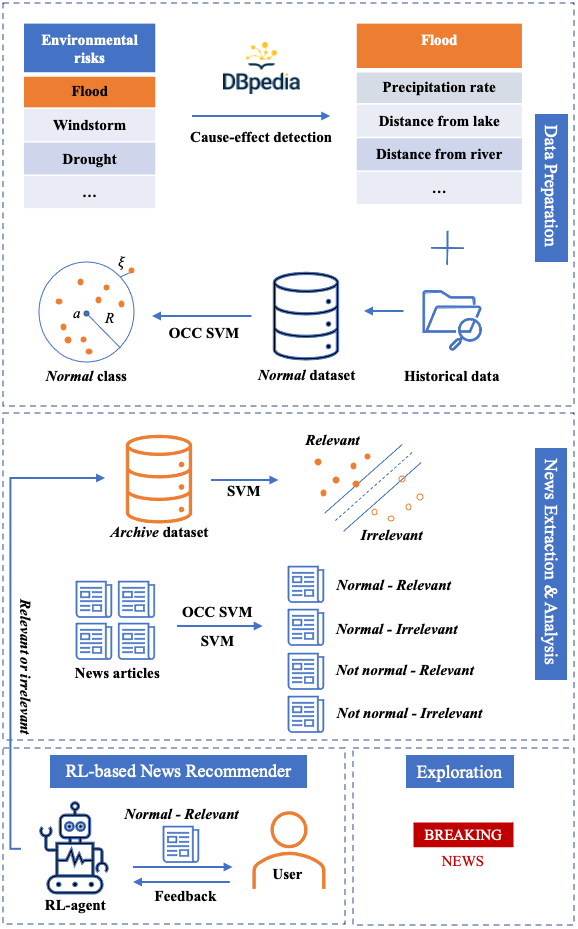 Environmental
risks
Flood
Windstorm
Drought
...
DBpedia
Cause-effect detection
Flood
Precipitation rate
Distance from lake
Distance from river
...
Data Preparation
ξ
a
R
Normal class
OCC SVM
Normal dataset
Historical data
Archive dataset
SVM
Relevant
Irrelevant
News Extraction & Analysis
News articles
OCC SVM
SVM
Normal - Relevant
Normal - Irrelevant
Not normal - Relevant
Not normal - Irrelevant
Relevant or irrelevant
RL-based News Recommender
Normal - Relevant
RL-agent
Feedback
User
Exploration
BREAKING
NEWS